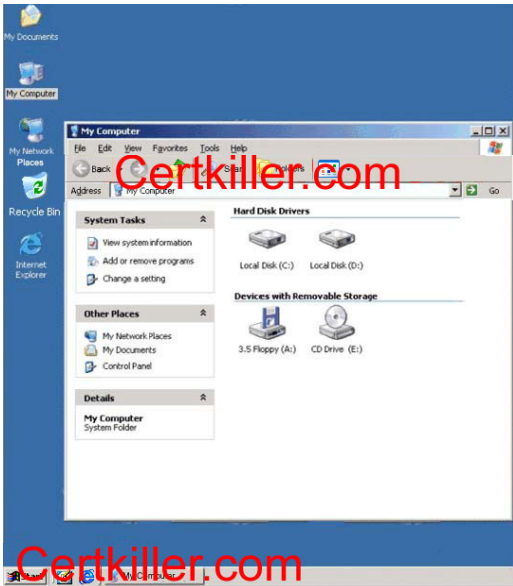 My Documents
My Computer
My Network
Places
Recycle Bin
Internet
Explorer
My Computer
File Edit View Favorites Tools Help
Back Folders
Certkiller.com
Address My Computer Go
System Tasks
View system information
Add or remove programs
Change a setting
Other Places
My Network Places
My Documents
Control Panel
Details
My Computer
System Folder
Hard Disk Drivers
Local Disk (C:) Local Disk (D:)
Devices with Removable Storage
3.5 Floppy (A:) CD Drive (E:)
Start My Computer
Certkiller.com